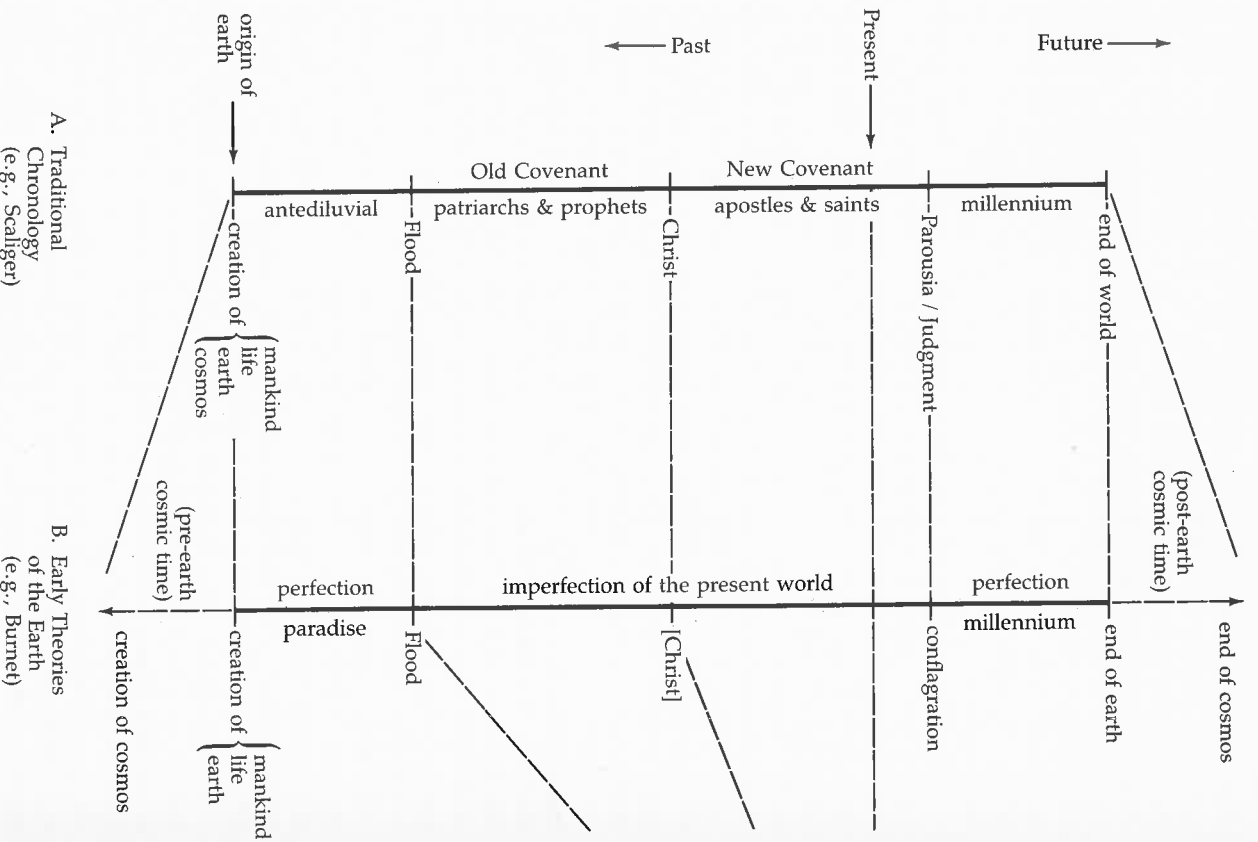 origin of
earth
← Past
Present
Future →
A. Traditional
Chronology
(e.g., Scaliger)
Old Covenant
New Covenant
antediluvial
patriarchs & prophets
apostles & saints
millennium
creation of
mankind
life
earth
cosmos
Flood
Christ
Parousia / Judgment
end of world
B. Early Theories
of the Earth
(e.g., Burnet)
(pre-earth
cosmic time)
(post-earth
cosmic time)
perfection
imperfection of the present world
perfection
paradise
millennium
creation of cosmos
creation of
mankind
life
earth
Flood
[Christ]
conflagration
end of earth
end of cosmos